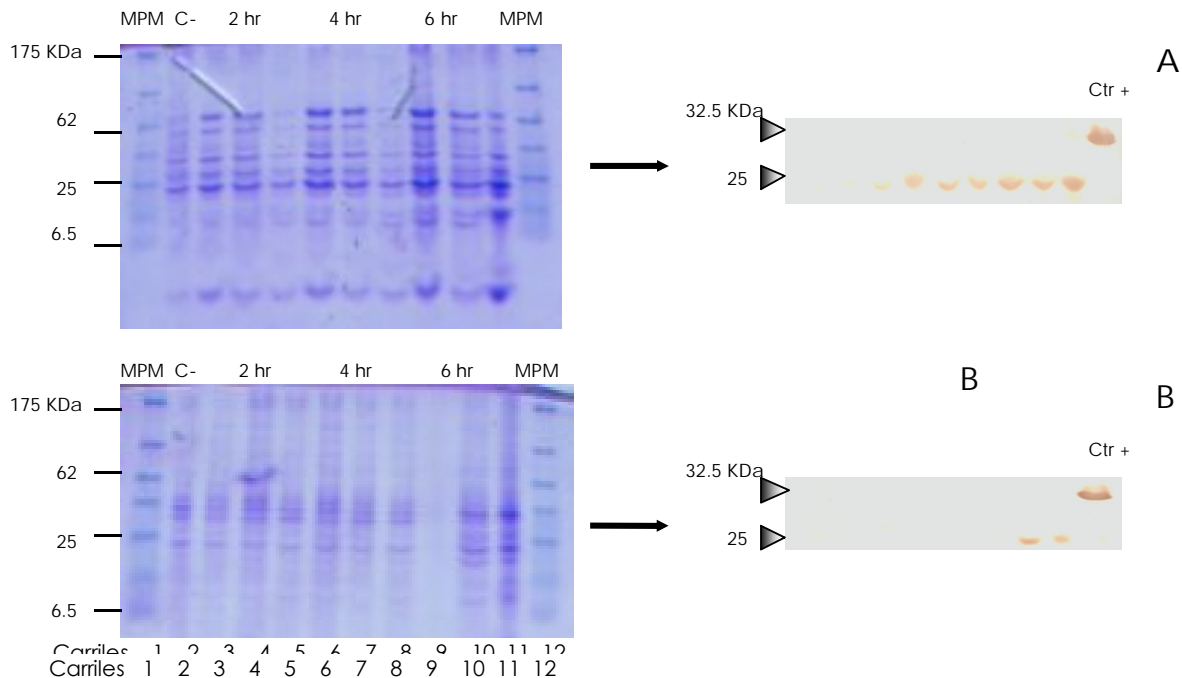 MPM C- 2 hr 4 hr 6 hr MPM
175 KDa
62
25
6.5
A
Ctr +
32.5 KDa
25
MPM C- 2 hr 4 hr 6 hr MPM
175 KDa
62
25
6.5
B
B
Ctr +
32.5 KDa
25
Carriles 1 2 3 4 5 6 7 8 9 10 11 12
Carriles 1 2 3 4 5 6 7 8 9 10 11 12